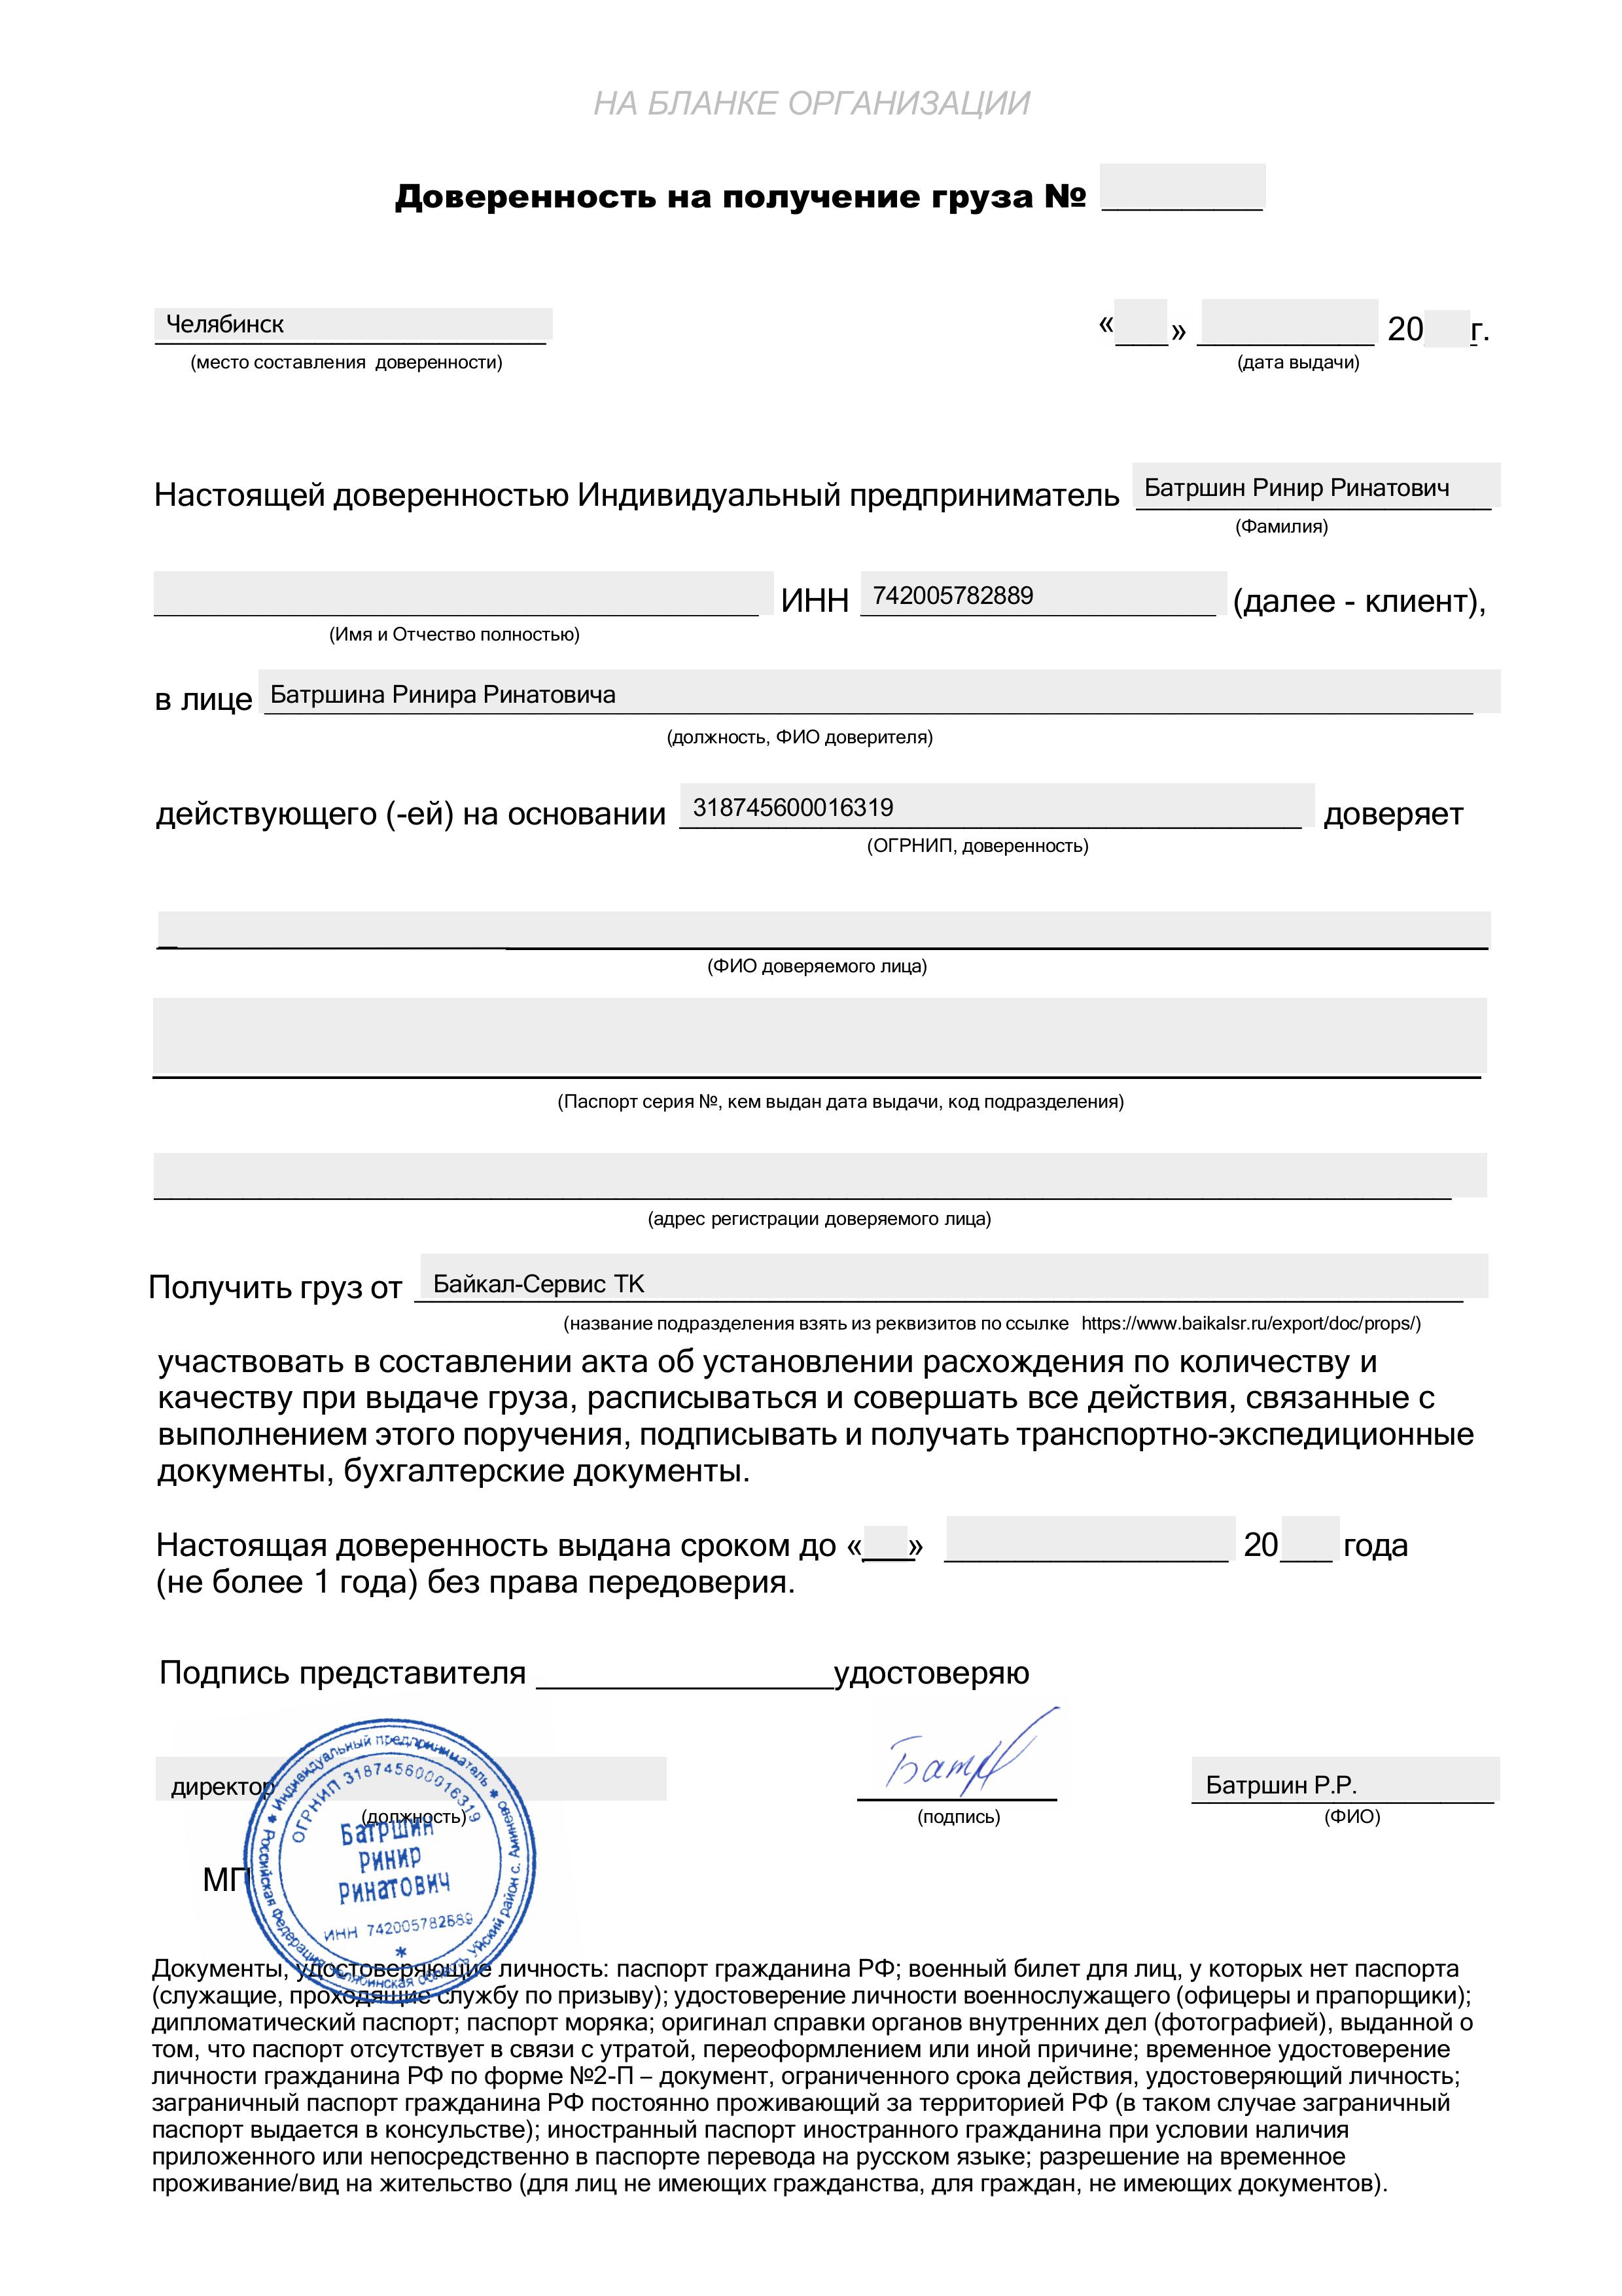 НА БЛАНКЕ ОРГАНИЗАЦИИ
Доверенность на получение груза № 
Челябинск
(место составления доверенности)
« » 20 г.
(дата выдачи)
Настоящей доверенностью Индивидуальный предприниматель Батршин Ринир Ринатович
(Фамилия)
ИНН 742005782889 (далее - клиент),
(Имя и Отчество полностью)
в лице Батршина Ринира Ринатовича
(должность, ФИО доверителя)
действующего (-ей) на основании 318745600016319 доверяет
(ОГРНИП, доверенность)
(ФИО доверяемого лица)
(Паспорт серия №, кем выдан дата выдачи, код подразделения)
(адрес регистрации доверяемого лица)
Получить груз от Байкал-Сервис ТК
(название подразделения взять из реквизитов по ссылке https://www.baikalsr.ru/export/doc/props/)
участвовать в составлении акта об установлении расхождения по количеству и
качеству при выдаче груза, расписываться и совершать все действия, связанные с
выполнением этого поручения, подписывать и получать транспортно-экспедиционные
документы, бухгалтерские документы.
Настоящая доверенность выдана сроком до « » 20 года
(не более 1 года) без права передоверия.
Подпись представителя удостоверяю
директор
Батршин Р.Р.
(должность)
(подпись)
(ФИО)
МП
Индивидуальный предприниматель
Российская Федерация Челябинская область Уйский район с. Аминево
ОГРНИП 318745600016319
Батршин
Ринир
Ринатович
ИНН 742005782889
Документы, удостоверяющие личность: паспорт гражданина РФ; военный билет для лиц, у которых нет паспорта
(служащие, проходящие службу по призыву); удостоверение личности военнослужащего (офицеры и прапорщики);
дипломатический паспорт; паспорт моряка; оригинал справки органов внутренних дел (фотографией), выданной о
том, что паспорт отсутствует в связи с утратой, переоформлением или иной причине; временное удостоверение
личности гражданина РФ по форме №2-П – документ, ограниченного срока действия, удостоверяющий личность;
заграничный паспорт гражданина РФ постоянно проживающий за территорией РФ (в таком случае заграничный
паспорт выдается в консульстве); иностранный паспорт иностранного гражданина при условии наличия
приложенного или непосредственно в паспорте перевода на русском языке; разрешение на временное
проживание/вид на жительство (для лиц не имеющих гражданства, для граждан, не имеющих документов).